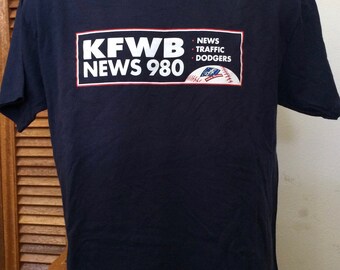 KFWB
NEWS 980
· NEWS
· TRAFFIC
· DODGERS